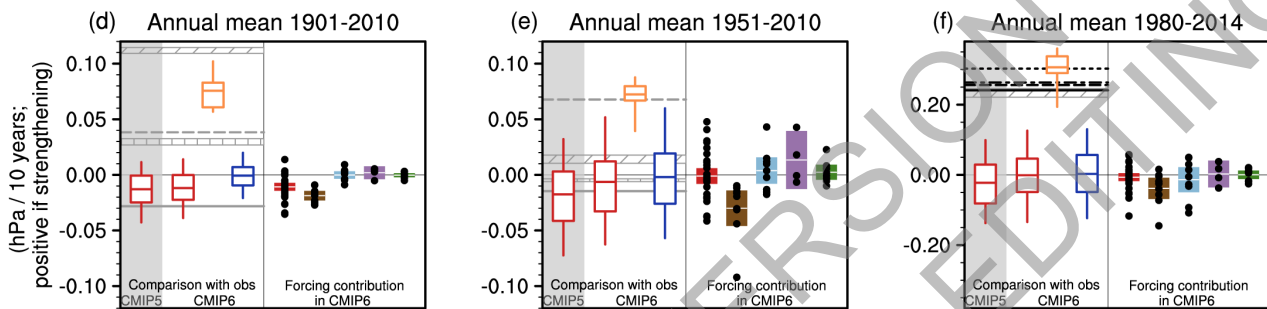 (d) Annual mean 1901-2010
(e) Annual mean 1951-2010
(f) Annual mean 1980-2014
(hPa / 10 years;
positive if strengthening)
0.10
0.05
0.00
-0.05
-0.10
Comparison with obs
CMIP5 CMIP6
Forcing contribution
in CMIP6
0.10
0.05
0.00
-0.05
-0.10
Comparison with obs
CMIP5 CMIP6
Forcing contribution
in CMIP6
0.20
0.00
-0.20
Comparison with obs
CMIP5 CMIP6
Forcing contribution
in CMIP6
ERSION
EDITING